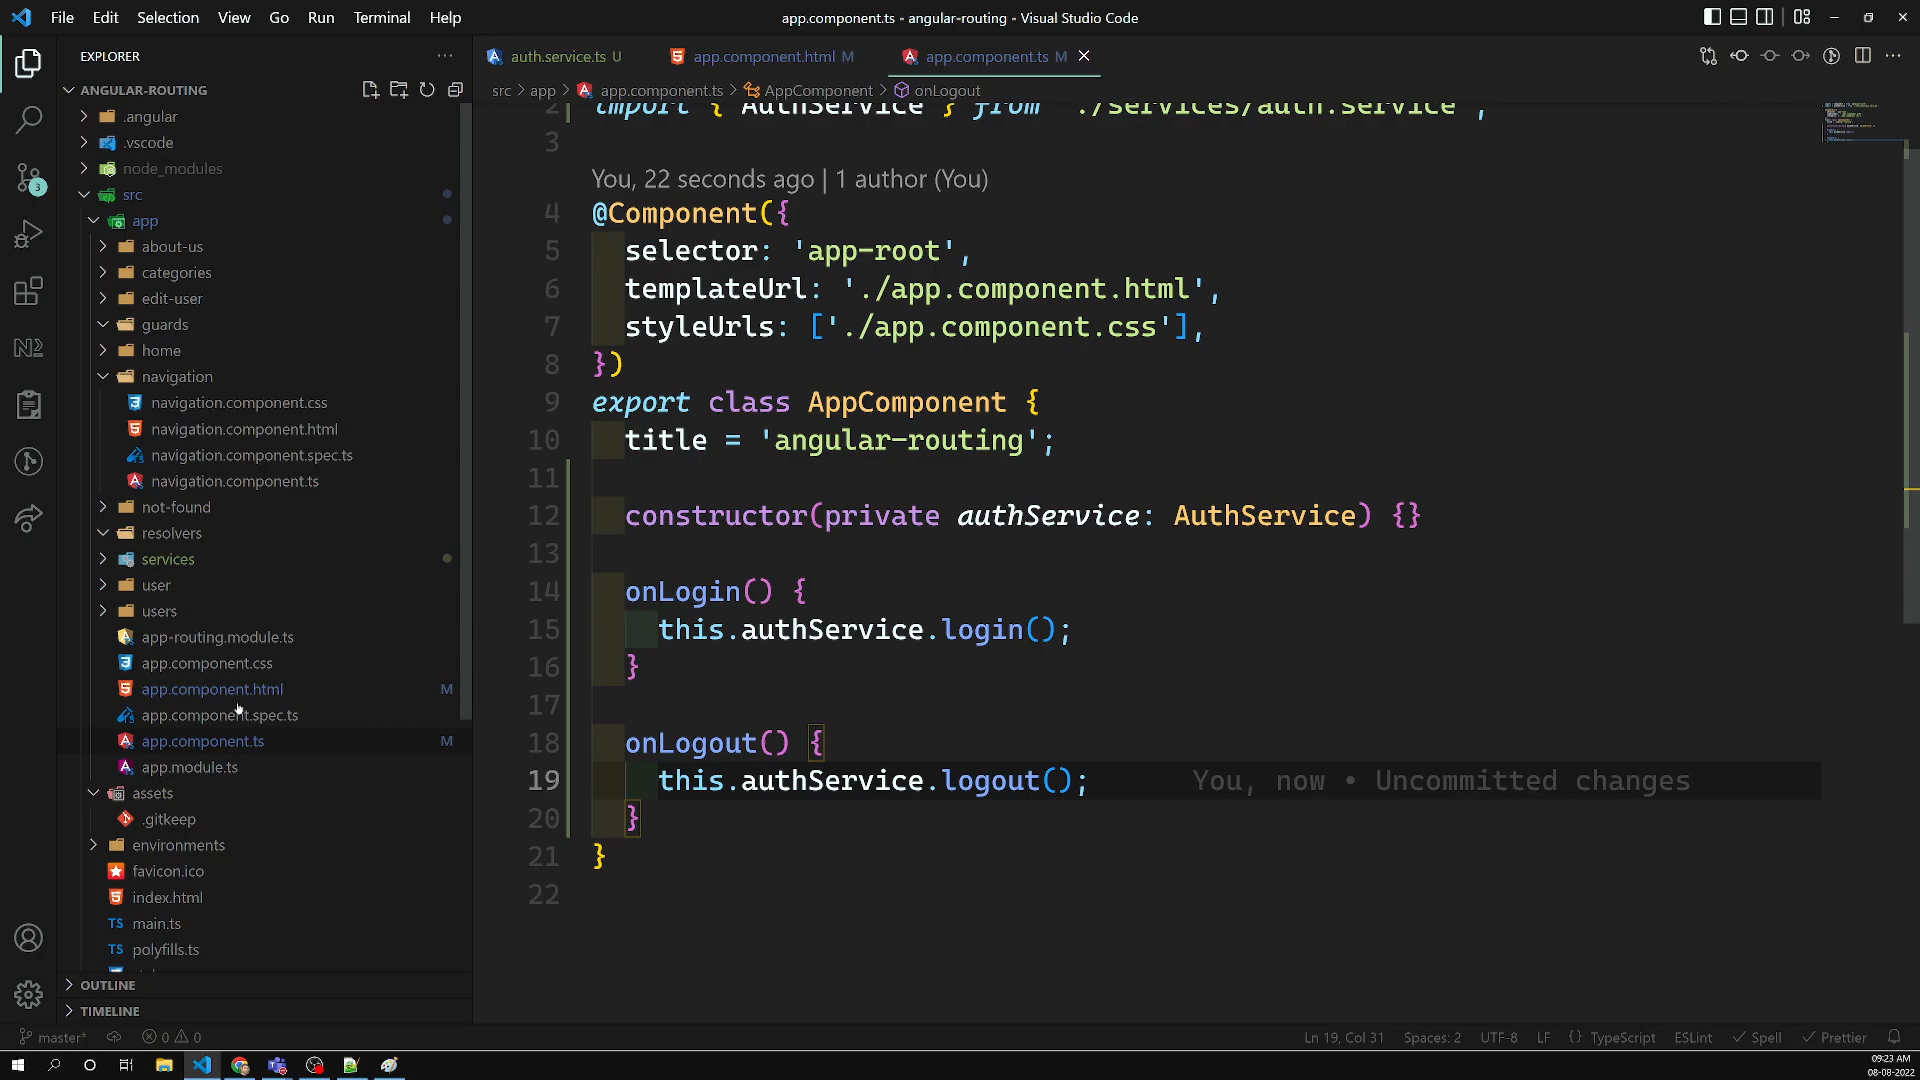 File Edit Selection View Go Run Terminal Help
app.component.ts - angular-routing - Visual Studio Code
EXPLORER
ANGULAR-ROUTING
.angular
.vscode
node_modules
src
app
about-us
categories
edit-user
guards
home
navigation
navigation.component.css
navigation.component.html
navigation.component.spec.ts
navigation.component.ts
not-found
resolvers
services
user
users
app-routing.module.ts
app.component.css
app.component.html M
app.component.spec.ts
app.component.ts M
app.module.ts
assets
.gitkeep
environments
favicon.ico
index.html
TS main.ts
TS polyfills.ts
OUTLINE
TIMELINE
3
auth.service.ts U app.component.html M app.component.ts M
src > app > app.component.ts > AppComponent > onLogout
2 import { AuthService } from './services/auth.service';
3
You, 22 seconds ago | 1 author (You)
4 @Component({
5 selector: 'app-root',
6 templateUrl: './app.component.html',
7 styleUrls: ['./app.component.css'],
8 })
9 export class AppComponent {
10 title = 'angular-routing';
11
12 constructor(private authService: AuthService) {}
13
14 onLogin() {
15 this.authService.login();
16 }
17
18 onLogout() {
19 this.authService.logout(); You, now • Uncommitted changes
20 }
21 }
22
master* 0 0
Ln 19, Col 31 Spaces: 2 UTF-8 LF {} TypeScript ESLint Spell Prettier
09:23 AM
08-08-2022